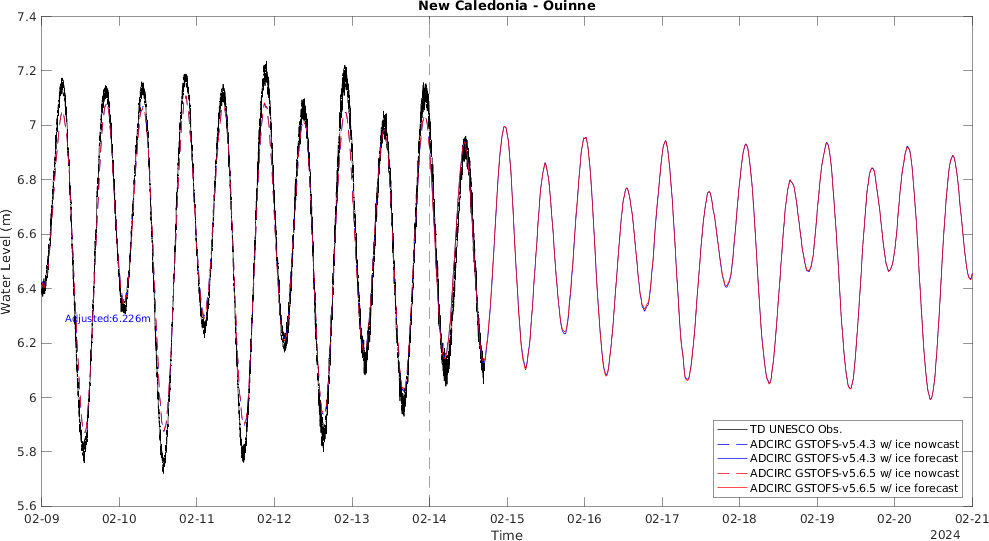 New Caledonia - Ouinne
7.4
7.2
7
6.8
6.6
6.4
6.2
6
5.8
5.6
Water Level (m)
Adjusted:6.226m
TD UNESCO Obs.
ADCIRC GSTOFS-v5.4.3 w/ ice nowcast
ADCIRC GSTOFS-v5.4.3 w/ ice forecast
ADCIRC GSTOFS-v5.6.5 w/ ice nowcast
ADCIRC GSTOFS-v5.6.5 w/ ice forecast
02-09 02-10 02-11 02-12 02-13 02-14 02-15 02-16 02-17 02-18 02-19 02-20 02-21
Time
2024